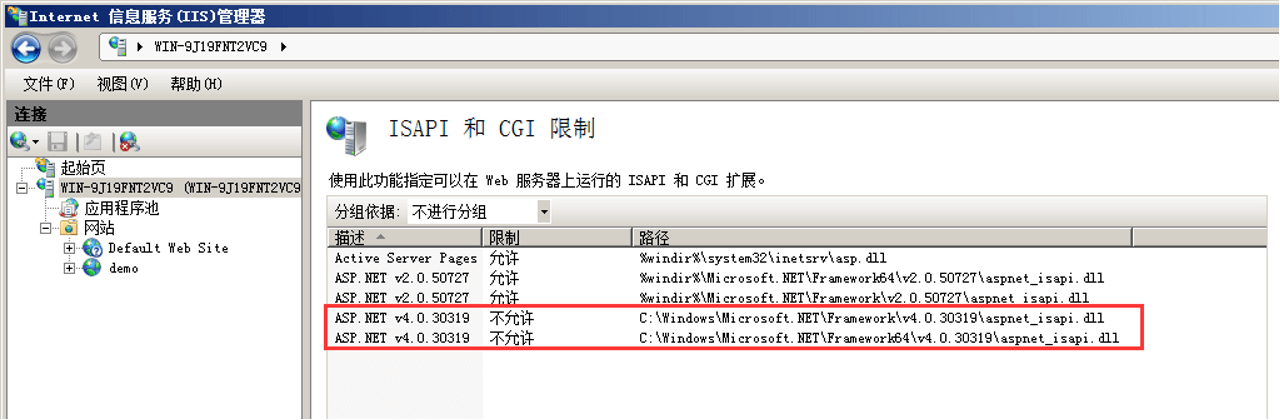 Internet 信息服务(IIS)管理器
WIN-9J19FNT2VC9
文件(F) 视图(V) 帮助(H)
连接
起始页
WIN-9J19FNT2VC9 (WIN-9J19FNT2VC9
应用程序池
网站
Default Web Site
demo
ISAPI 和 CGI 限制
使用此功能指定可以在 Web 服务器上运行的 ISAPI 和 CGI 扩展。
分组依据: 不进行分组
描述 限制 路径
Active Server Pages 允许 %windir%\system32\inetsrv\asp.dll
ASP.NET v2.0.50727 允许 %windir%\Microsoft.NET\Framework64\v2.0.50727\aspnet_isapi.dll
ASP.NET v2.0.50727 允许 %windir%\Microsoft.NET\Framework\v2.0.50727\aspnet_isapi.dll
ASP.NET v4.0.30319 不允许 C:\Windows\Microsoft.NET\Framework\v4.0.30319\aspnet_isapi.dll
ASP.NET v4.0.30319 不允许 C:\Windows\Microsoft.NET\Framework64\v4.0.30319\aspnet_isapi.dll